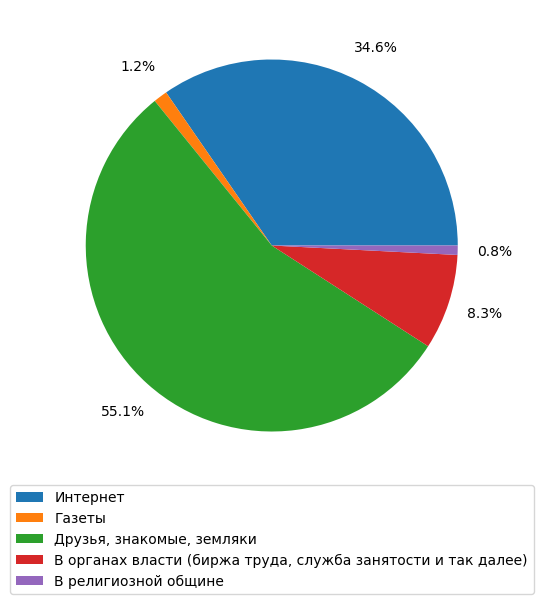 34.6%
1.2%
0.8%
8.3%
55.1%
Интернет
Газеты
Друзья, знакомые, земляки
В органах власти (биржа труда, служба занятости и так далее)
В религиозной общине